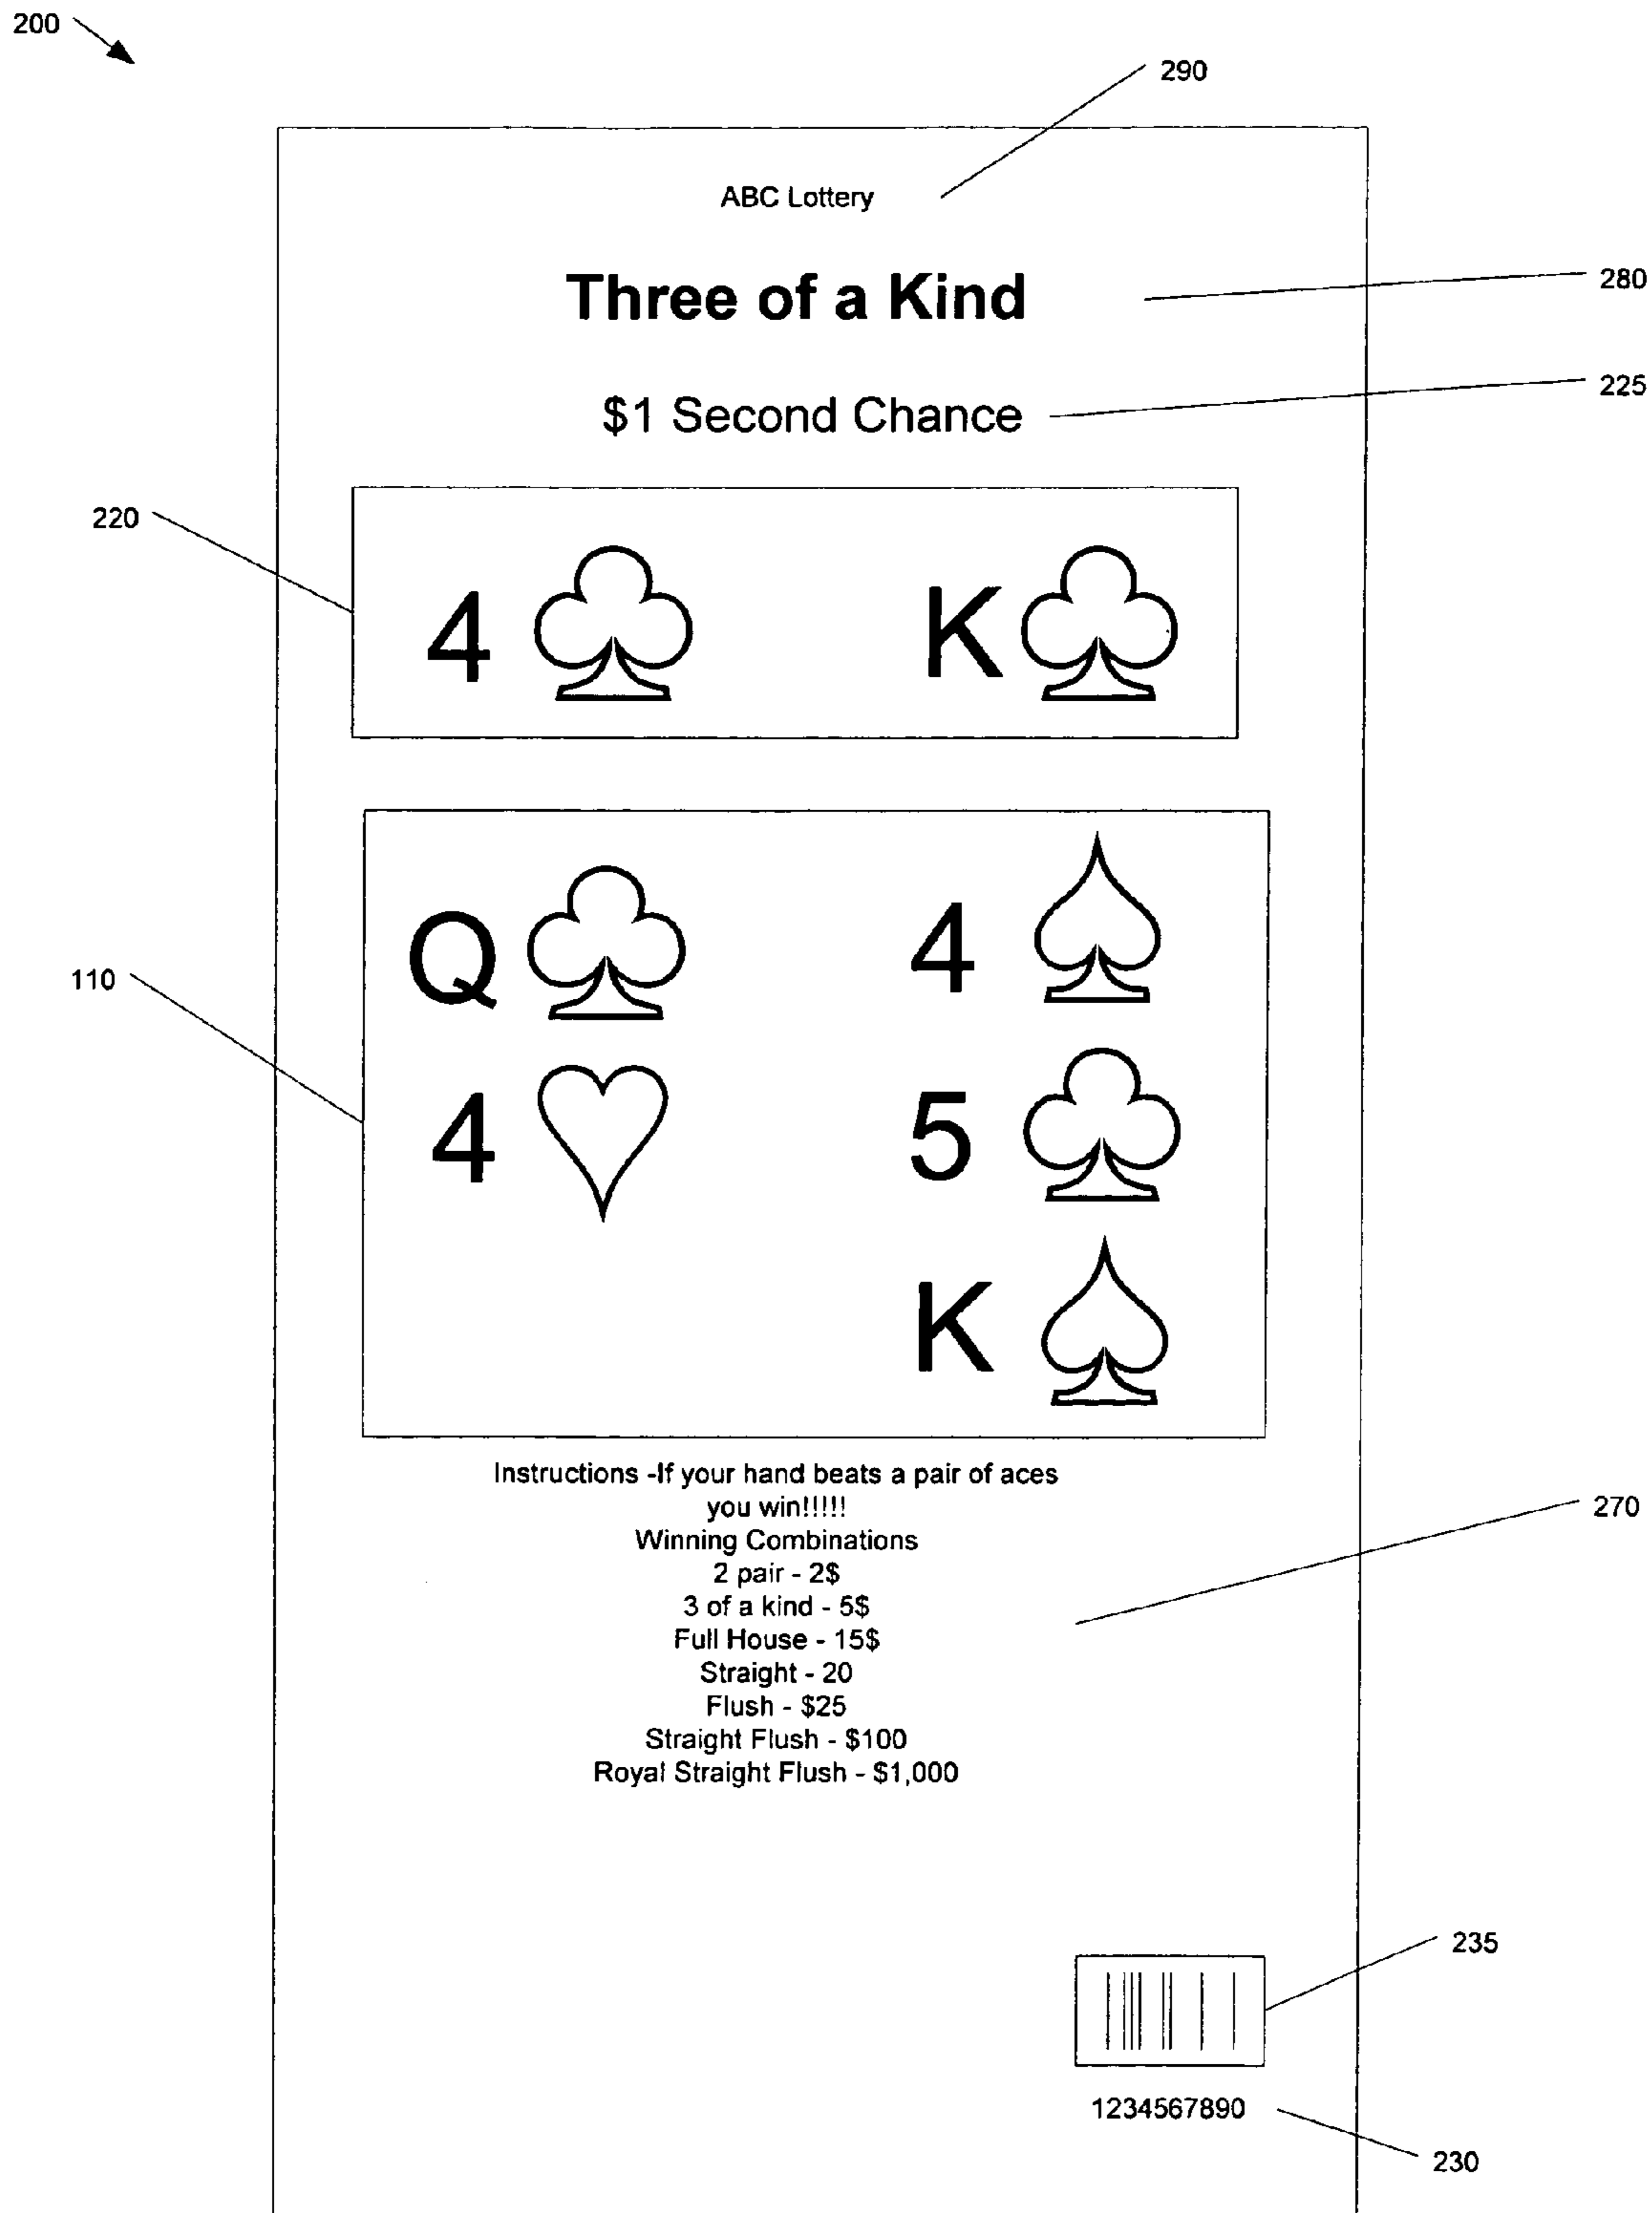 200
290
ABC Lottery
Three of a Kind
280
$1 Second Chance
225
220
4 K
110
Q 4
4 5
K
Instructions -If your hand beats a pair of aces
you win!!!!!
Winning Combinations
2 pair - 2$
3 of a kind - 5$
Full House - 15$
Straight - 20
Flush - $25
Straight Flush - $100
Royal Straight Flush - $1,000
270
235
1234567890
230